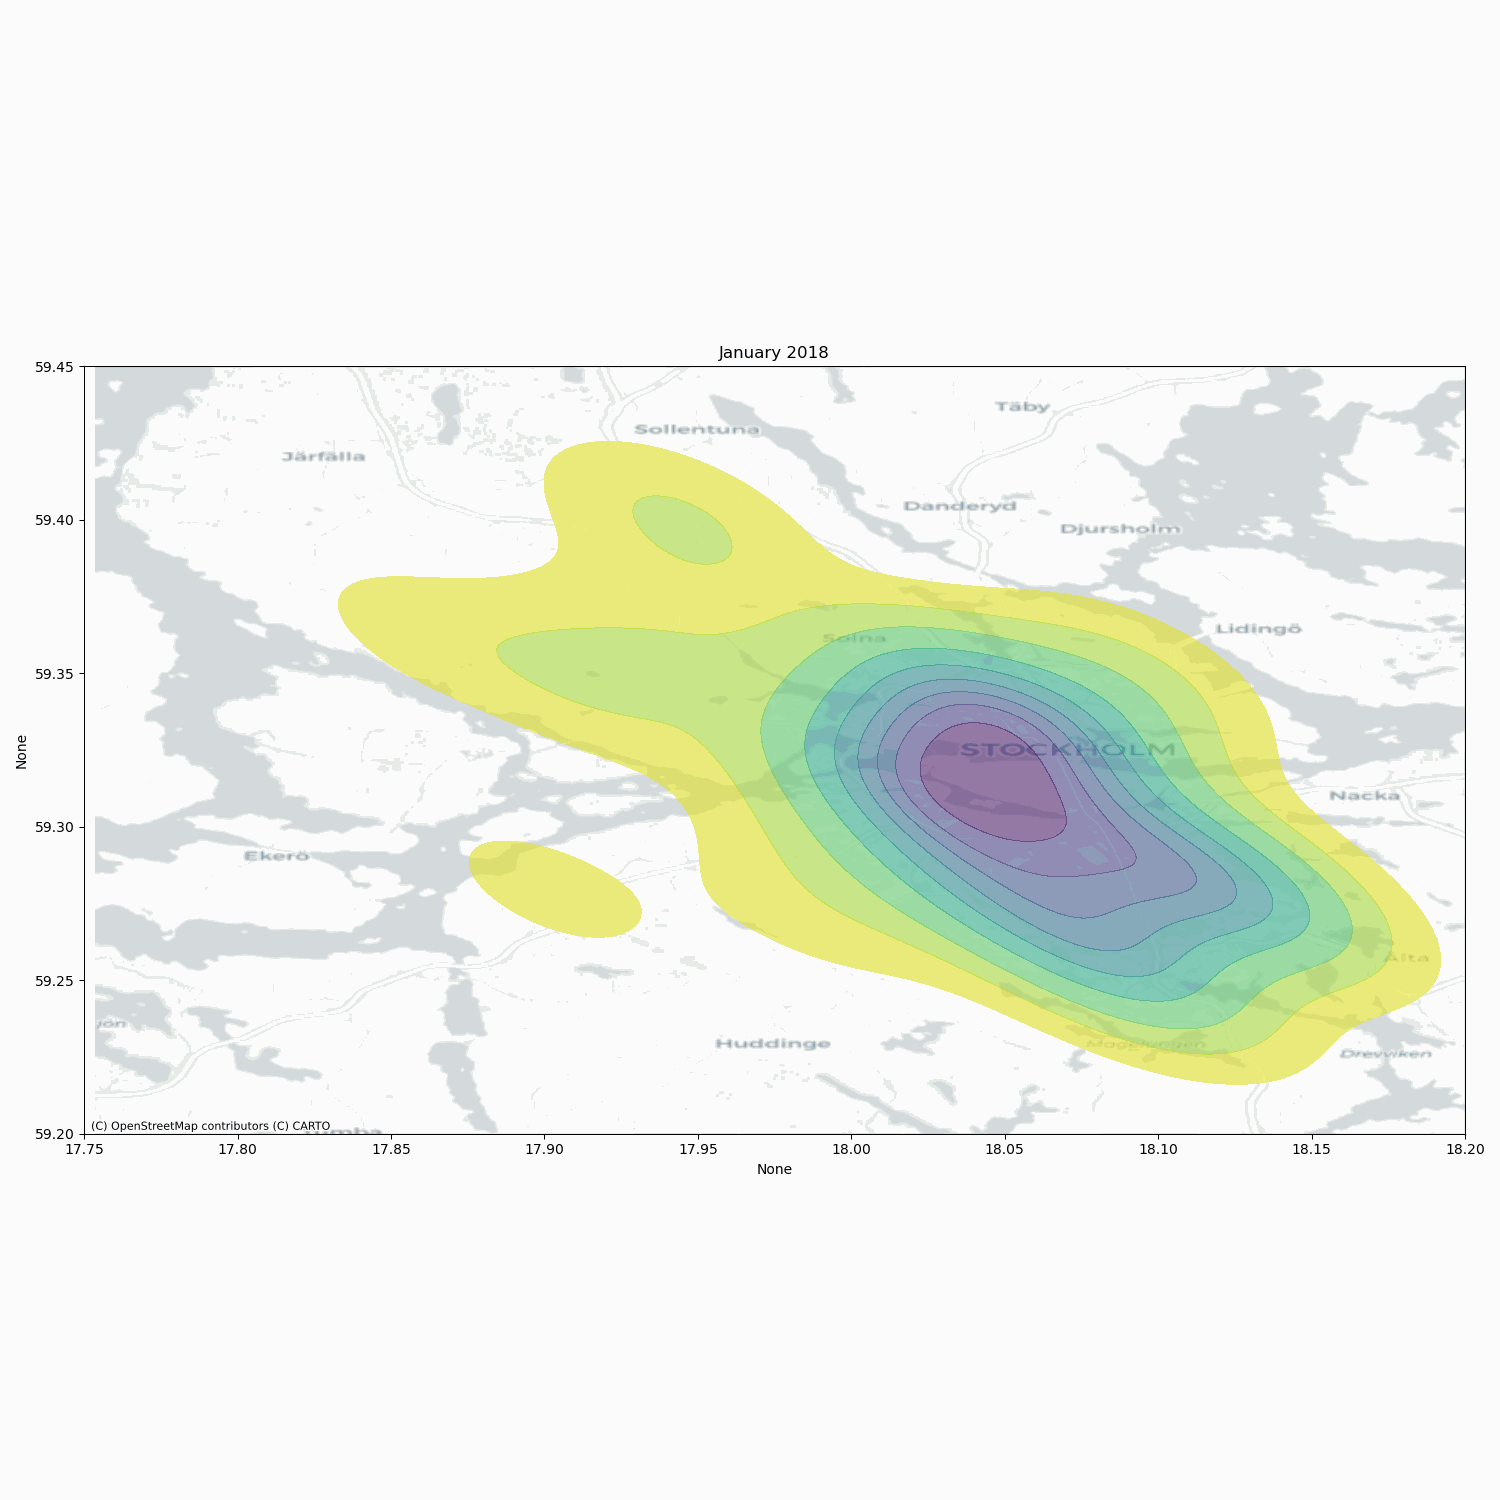 January 2018
59.45
Täby
Sollentuna
Järfälla
59.40
Danderyd
Djursholm
Lidingö
Solna
59.35
None
STOCKHOLM
Nacka
59.30
Ekerö
Älta
59.25
Huddinge
Magelungen
Drevviken
(C) OpenStreetMap contributors (C) CARTO
59.20
17.75 17.80 17.85 17.90 17.95 18.00 18.05 18.10 18.15 18.20
None